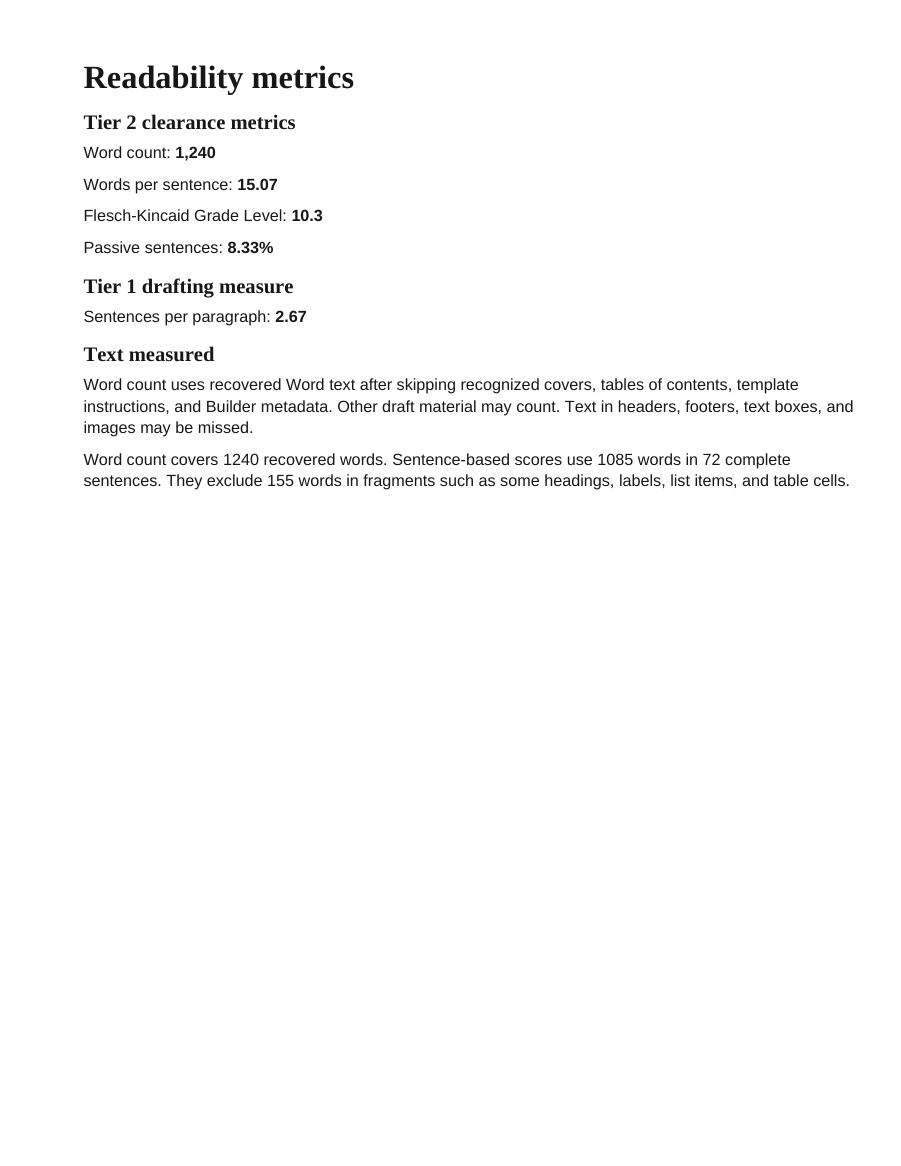 Readability metrics
Tier 2 clearance metrics
Word count: 1,240
Words per sentence: 15.07
Flesch-Kincaid Grade Level: 10.3
Passive sentences: 8.33%
Tier 1 drafting measure
Sentences per paragraph: 2.67
Text measured
Word count uses recovered Word text after skipping recognized covers, tables of contents, template
instructions, and Builder metadata. Other draft material may count. Text in headers, footers, text boxes, and
images may be missed.
Word count covers 1240 recovered words. Sentence-based scores use 1085 words in 72 complete
sentences. They exclude 155 words in fragments such as some headings, labels, list items, and table cells.